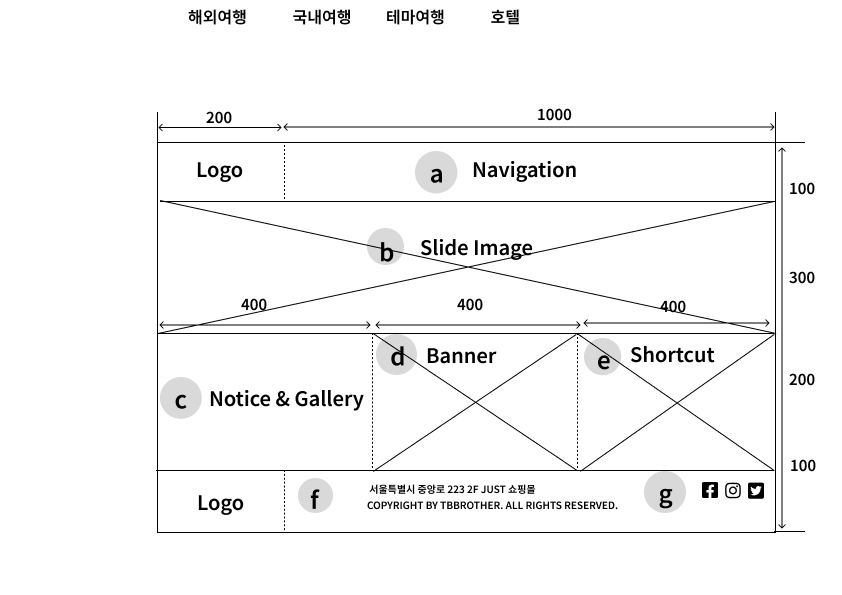 해외여행 국내여행 테마여행 호텔
200 1000
Logo a Navigation
100
b Slide Image
300
400 400 400
d Banner e Shortcut
200
c Notice & Gallery
100
Logo f 서울특별시 중앙로 223 2F JUST 쇼핑몰 g
COPYRIGHT BY TBBROTHER. ALL RIGHTS RESERVED.